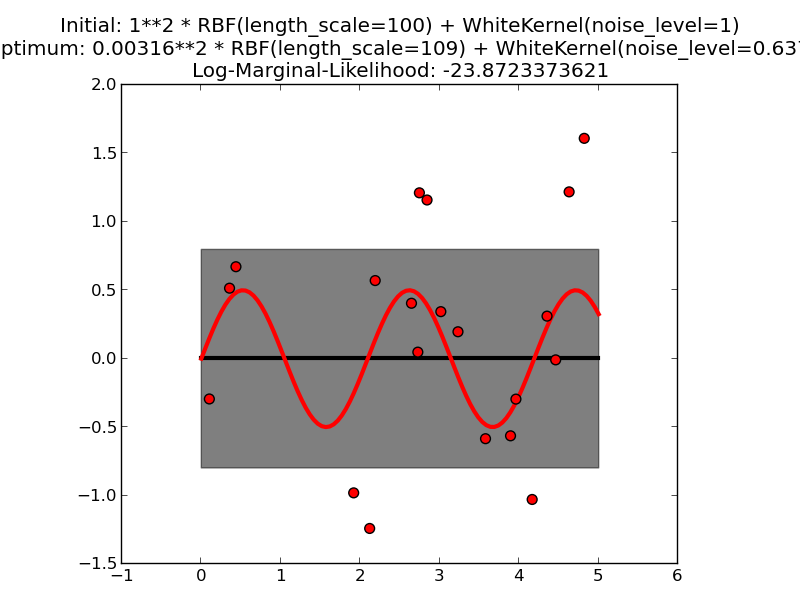 Initial: 1**2 * RBF(length_scale=100) + WhiteKernel(noise_level=1)
ptimum: 0.00316**2 * RBF(length_scale=109) + WhiteKernel(noise_level=0.637
Log-Marginal-Likelihood: -23.8723373621
2.0
1.5
1.0
0.5
0.0
−0.5
−1.0
−1.5
−1 0 1 2 3 4 5 6